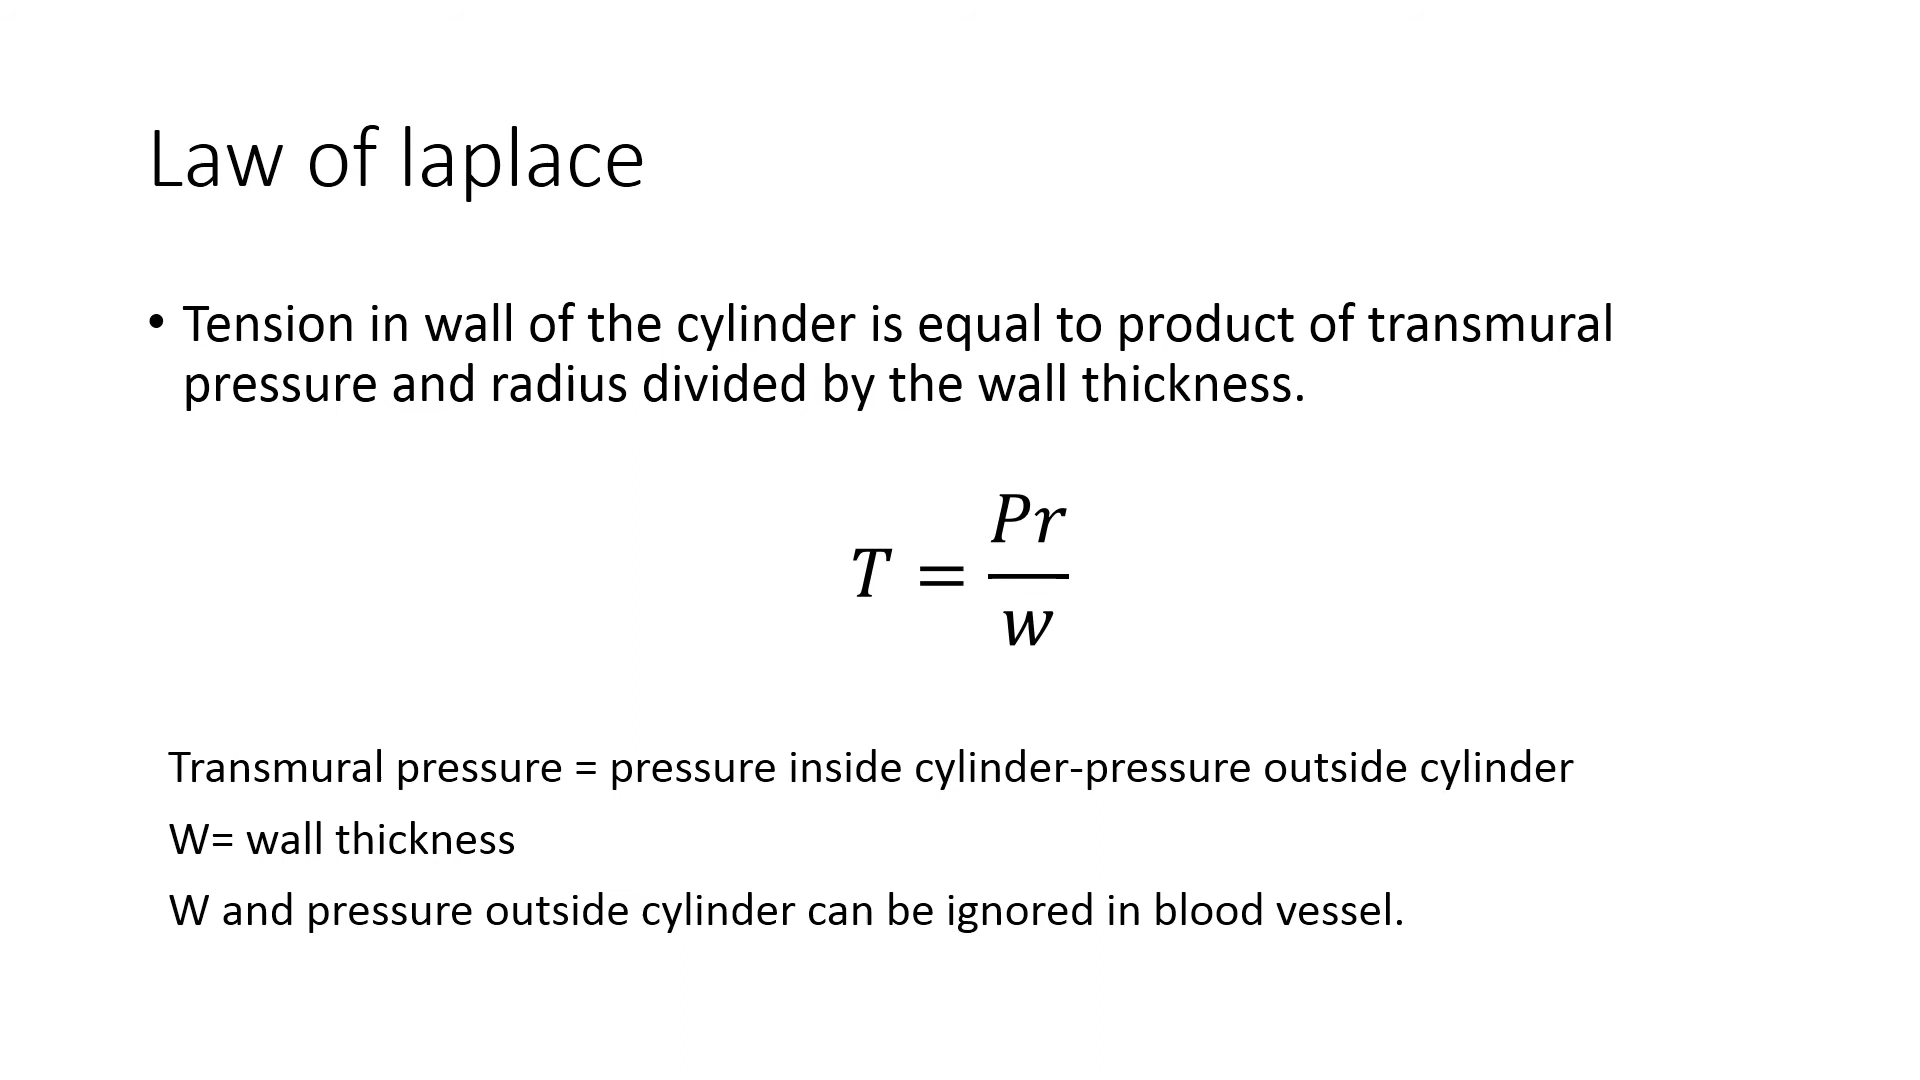 Law of laplace
• Tension in wall of the cylinder is equal to product of transmural
pressure and radius divided by the wall thickness.
T = Pr/w
Transmural pressure = pressure inside cylinder-pressure outside cylinder
W= wall thickness
W and pressure outside cylinder can be ignored in blood vessel.